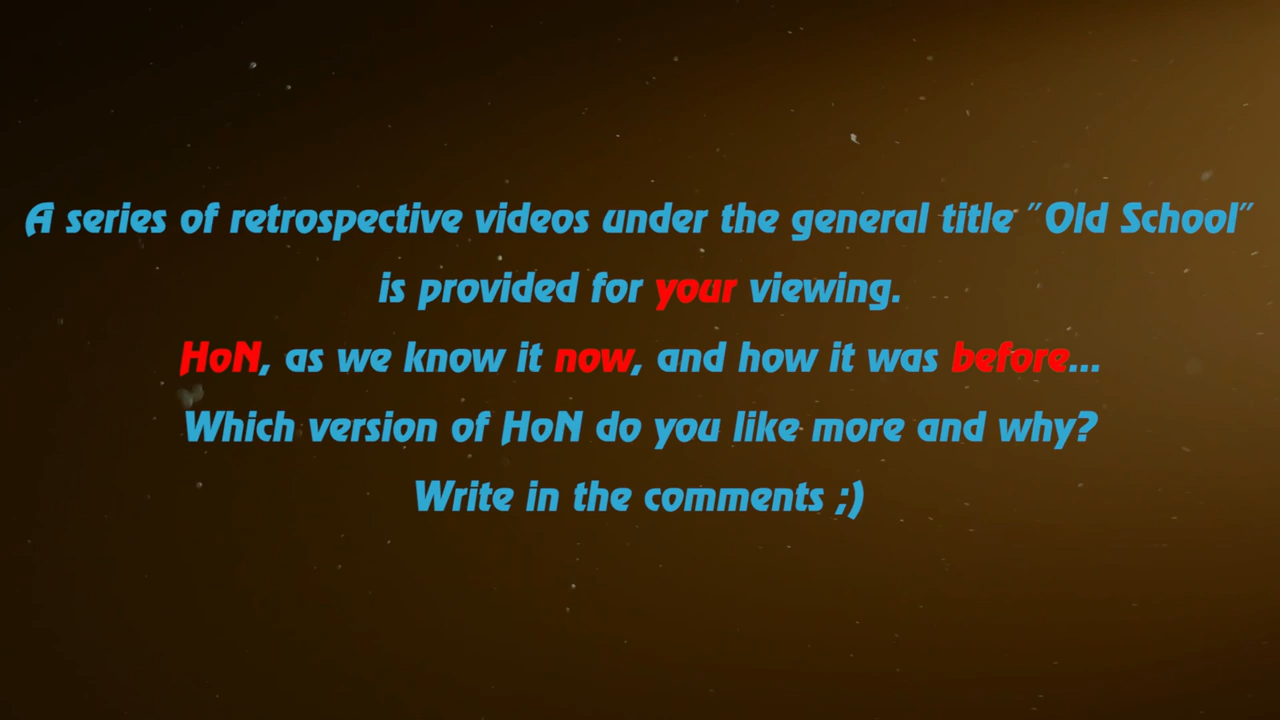 A series of retrospective videos under the general title "Old School"
is provided for your viewing.
HoN, as we know it now, and how it was before...
Which version of HoN do you like more and why?
Write in the comments ;)